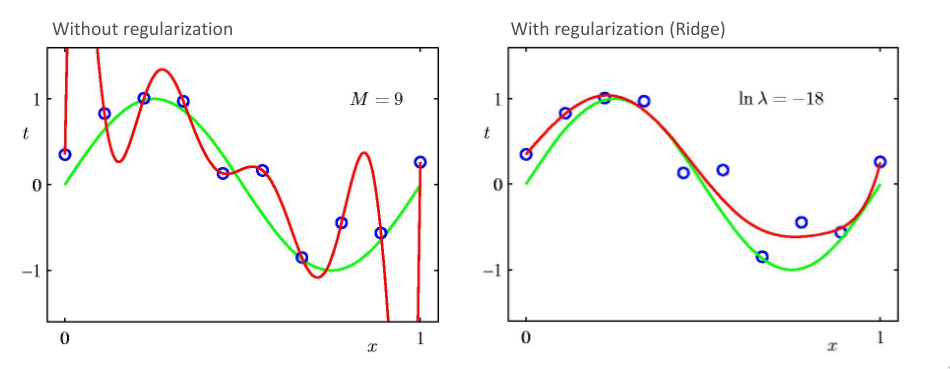 Without regularization
With regularization (Ridge)
M = 9
ln λ = −18
t
1
0
−1
0
x
1
t
1
0
−1
0
x
1